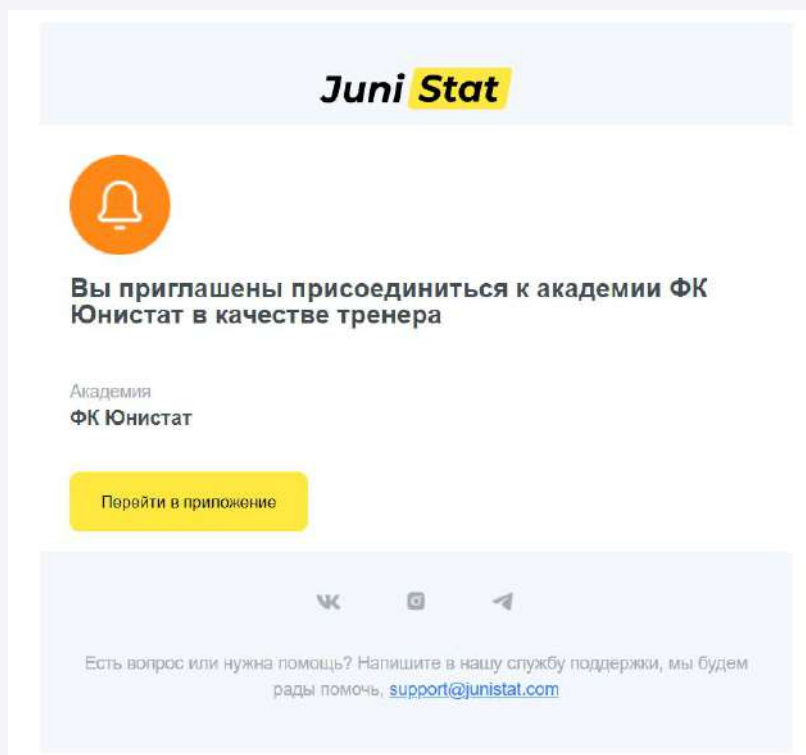 Juni Stat
Вы приглашены присоединиться к академии ФК
Юнистат в качестве тренера
Академия
ФК Юнистат
Перейти в приложение
Есть вопрос или нужна помощь? Напишите в нашу службу поддержки, мы будем
рады помочь, support@junistat.com